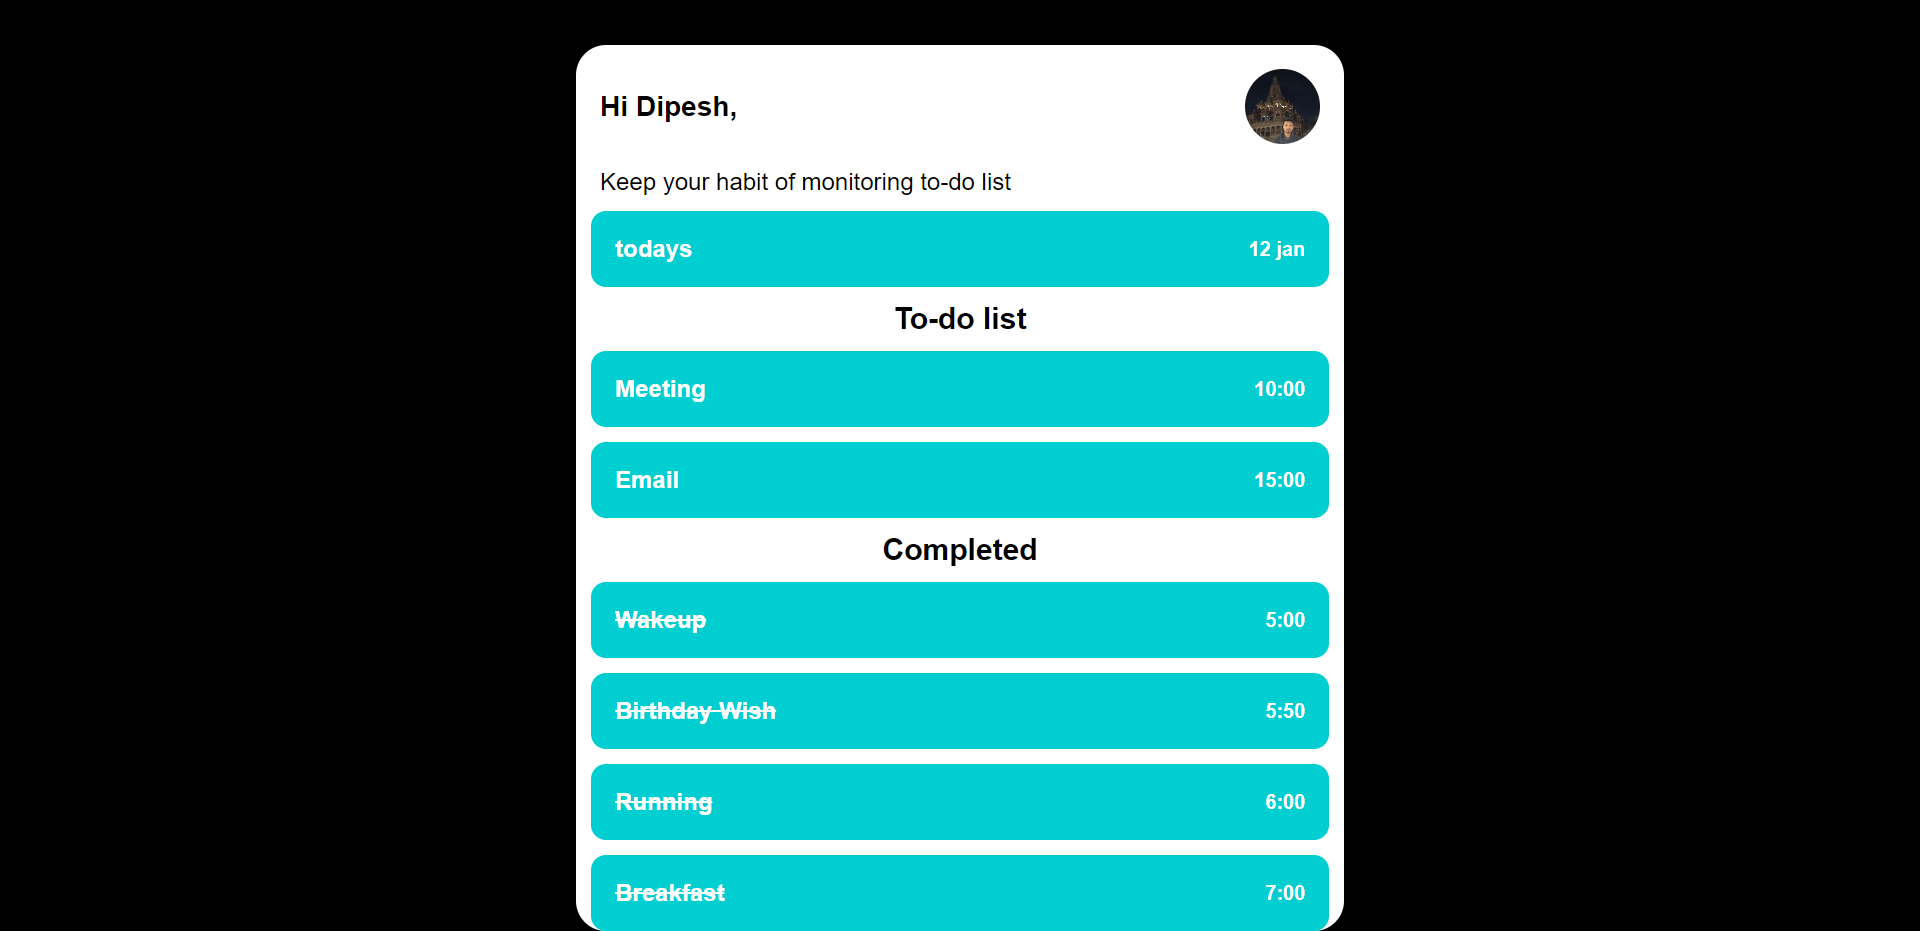 Hi Dipesh,
Keep your habit of monitoring to-do list
todays 12 jan
To-do list
Meeting 10:00
Email 15:00
Completed
Wakeup 5:00
Birthday Wish 5:50
Running 6:00
Breakfast 7:00